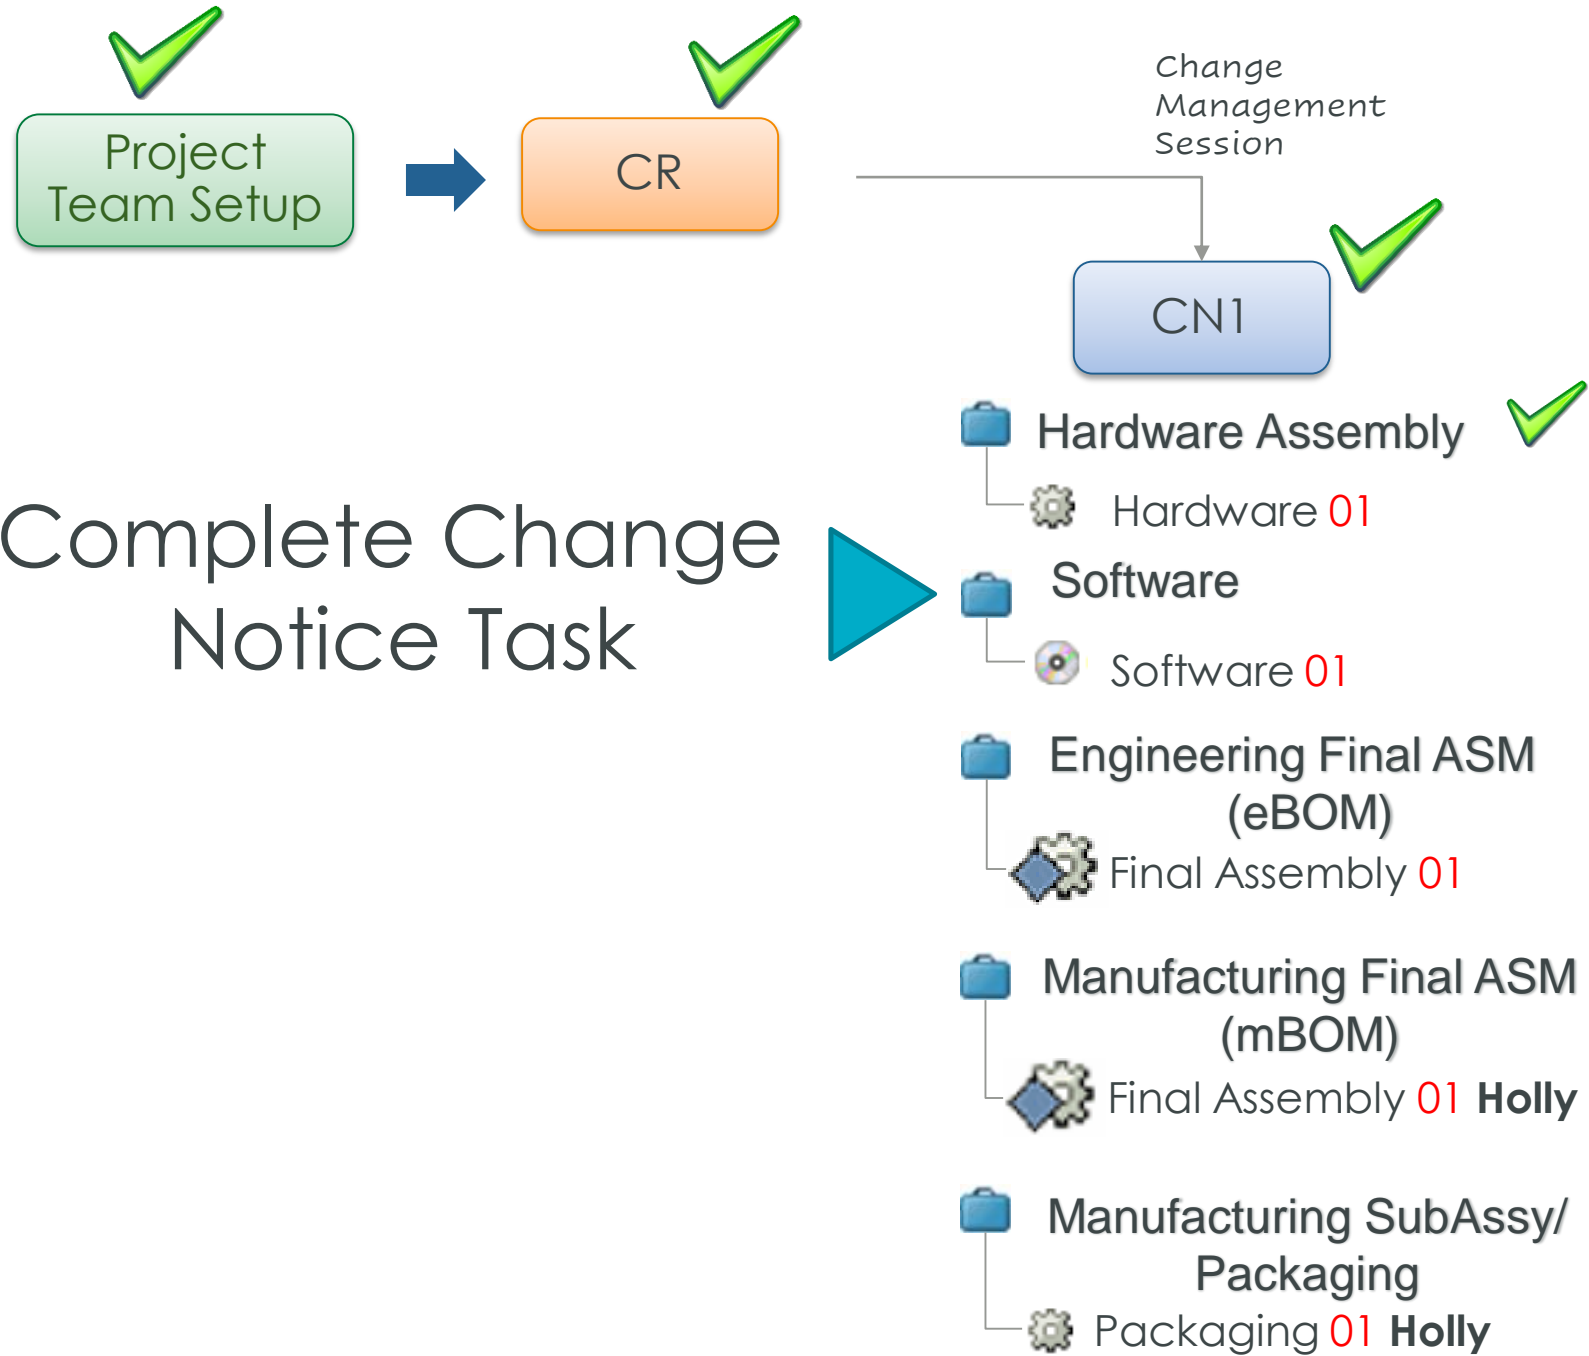 Project
Team Setup
CR
Change
Management
Session
CN1
Hardware Assembly
Hardware 01
Complete Change
Notice Task
Software
Software 01
Engineering Final ASM
(eBOM)
Final Assembly 01
Manufacturing Final ASM
(mBOM)
Final Assembly 01 Holly
Manufacturing SubAssy/
Packaging
Packaging 01 Holly